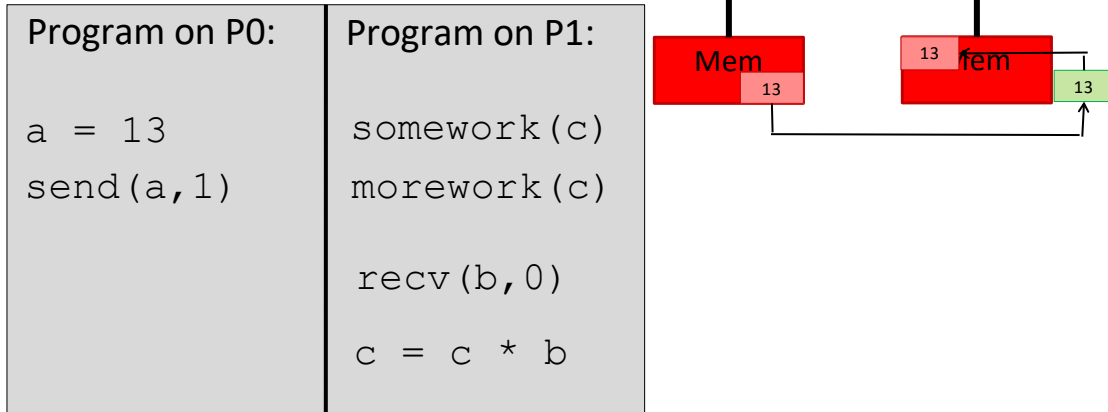 Program on P0:
a = 13
send(a,1)
Program on P1:
somework(c)
morework(c)
recv(b,0)
c = c * b
Mem
13
13
13